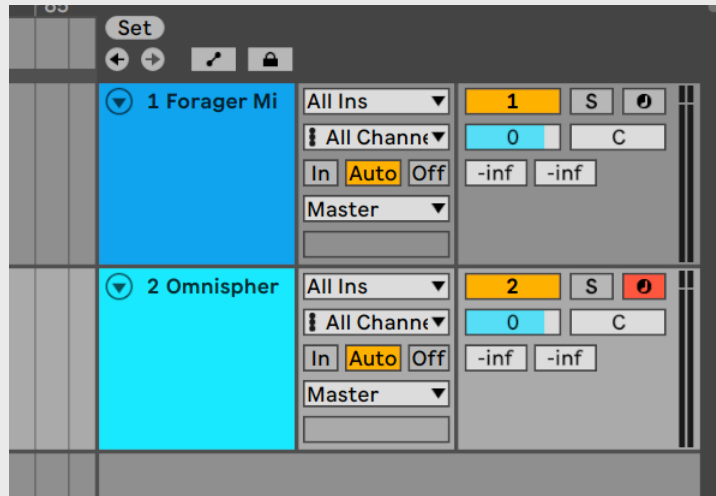 Set
1 Forager Mi All Ins 1 S
All Channe 0 C
In Auto Off -inf -inf
Master
2 Omnispher All Ins 2 S
All Channe 0 C
In Auto Off -inf -inf
Master